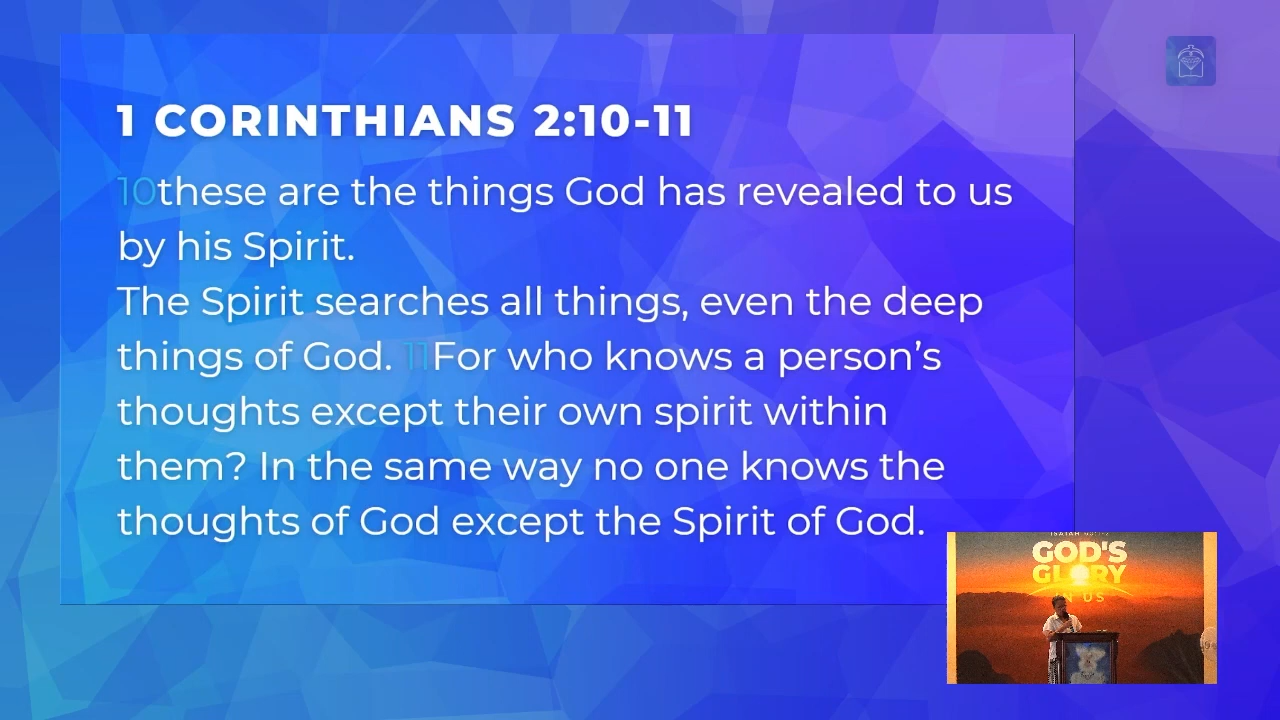 1 CORINTHIANS 2:10-11
10these are the things God has revealed to us
by his Spirit.
The Spirit searches all things, even the deep
things of God. 11For who knows a person’s
thoughts except their own spirit within
them? In the same way no one knows the
thoughts of God except the Spirit of God.
ISAIAH
GOD'S
GLORY
IN US